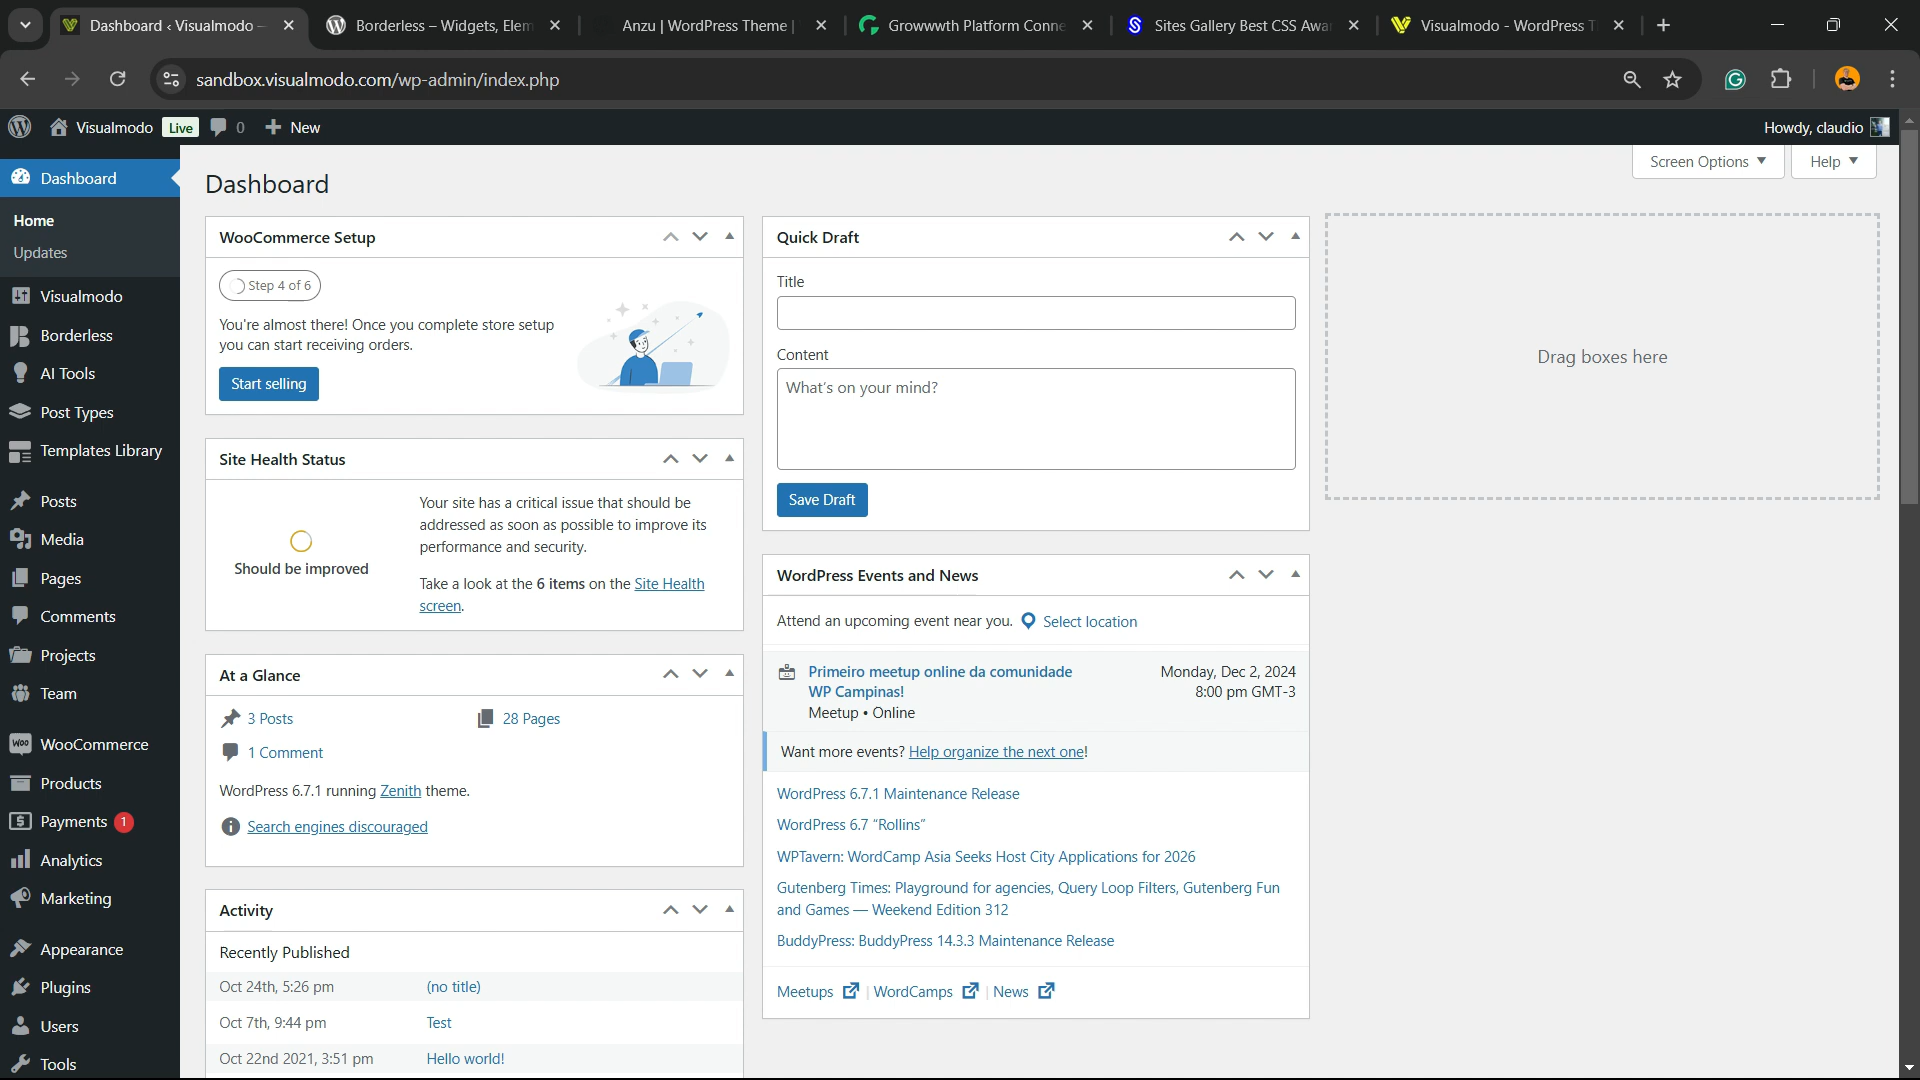 Dashboard ‹ Visualmodo –
Borderless – Widgets, Elem
Anzu | WordPress Theme |
Growwwth Platform Conne
Sites Gallery Best CSS Awa
Visualmodo - WordPress T
sandbox.visualmodo.com/wp-admin/index.php
Visualmodo
Live
0
New
Howdy, claudio
Screen Options
Help
Dashboard
Home
Updates
Visualmodo
Borderless
AI Tools
Post Types
Templates Library
Posts
Media
Pages
Comments
Projects
Team
WooCommerce
Products
Payments 1
Analytics
Marketing
Appearance
Plugins
Users
Tools
Dashboard
WooCommerce Setup
Step 4 of 6
You're almost there! Once you complete store setup
you can start receiving orders.
Start selling
Site Health Status
Should be improved
Your site has a critical issue that should be
addressed as soon as possible to improve its
performance and security.
Take a look at the 6 items on the Site Health
screen.
At a Glance
3 Posts
28 Pages
1 Comment
WordPress 6.7.1 running Zenith theme.
Search engines discouraged
Activity
Recently Published
Oct 24th, 5:26 pm
(no title)
Oct 7th, 9:44 pm
Test
Oct 22nd 2021, 3:51 pm
Hello world!
Quick Draft
Title
Content
What's on your mind?
Save Draft
WordPress Events and News
Attend an upcoming event near you.
Select location
Primeiro meetup online da comunidade
WP Campinas!
Meetup • Online
Monday, Dec 2, 2024
8:00 pm GMT-3
Want more events? Help organize the next one!
WordPress 6.7.1 Maintenance Release
WordPress 6.7 “Rollins”
WPTavern: WordCamp Asia Seeks Host City Applications for 2026
Gutenberg Times: Playground for agencies, Query Loop Filters, Gutenberg Fun
and Games — Weekend Edition 312
BuddyPress: BuddyPress 14.3.3 Maintenance Release
Meetups | WordCamps | News
Drag boxes here